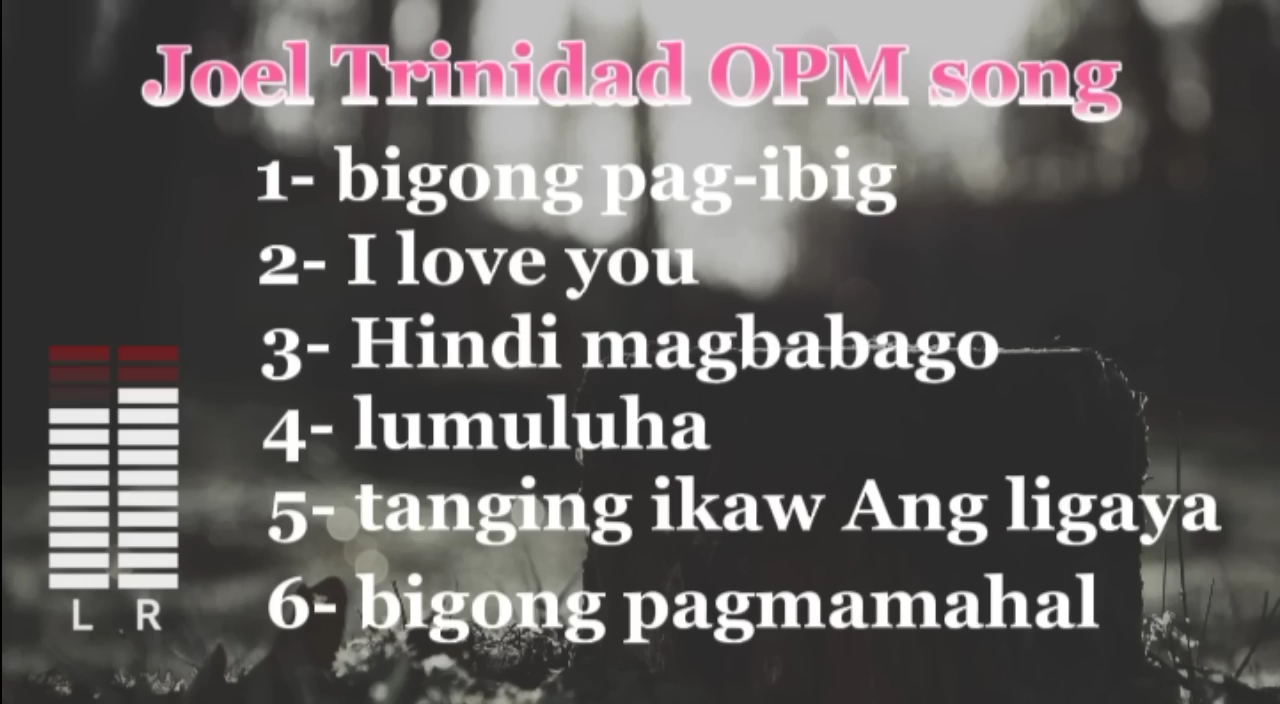 Joel Trinidad OPM song
1- bigong pag-ibig
2- I love you
3- Hindi magbabago
4- lumuluha
5- tanging ikaw Ang ligaya
6- bigong pagmamahal
L R